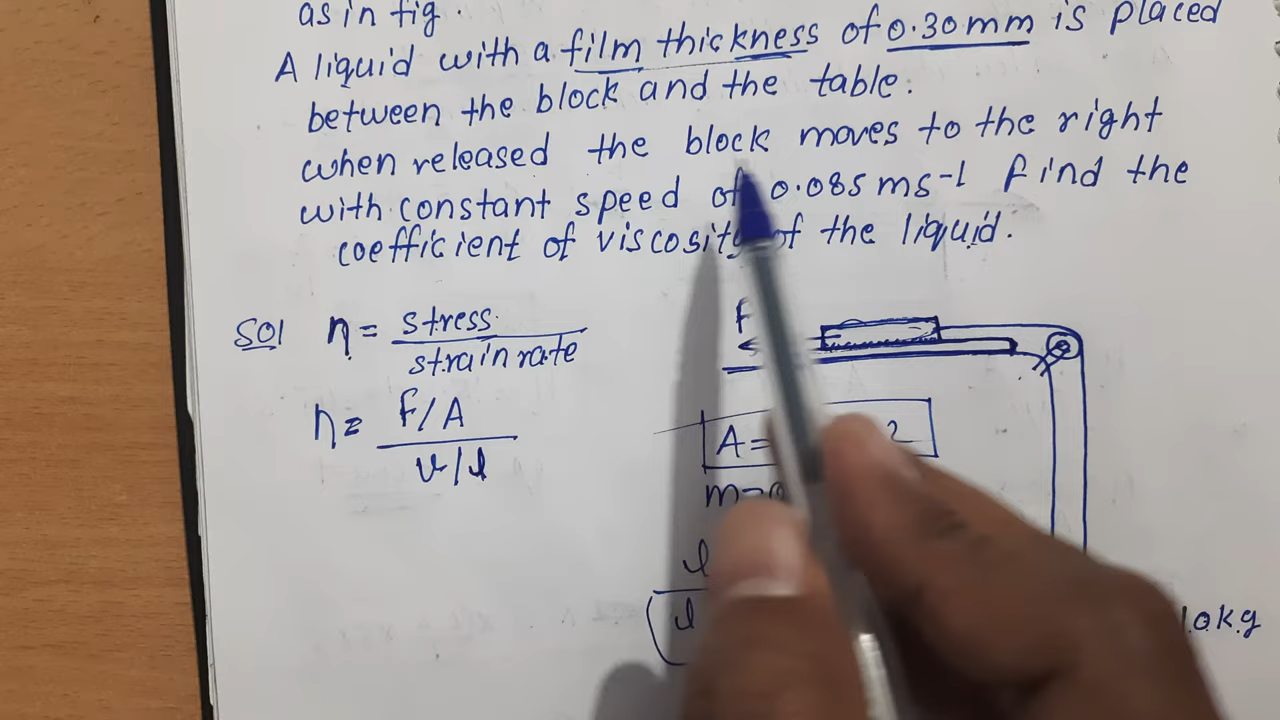 as in fig.
A liquid with a film thickness of 0.30mm is placed
between the block and the table.
when released the block moves to the right
with constant speed of 0.085 ms-1 find the
coefficient of viscosity of the liquid.
Sol η = stress
strain rate
η = F/A
v/l
F
A = 2
m=0
l
l
kg